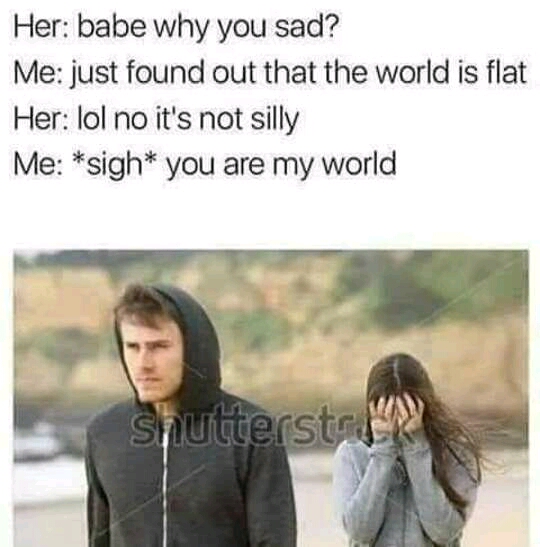 Her: babe why you sad?
Me: just found out that the world is flat
Her: lol no it's not silly
Me: *sigh* you are my world
shutterst